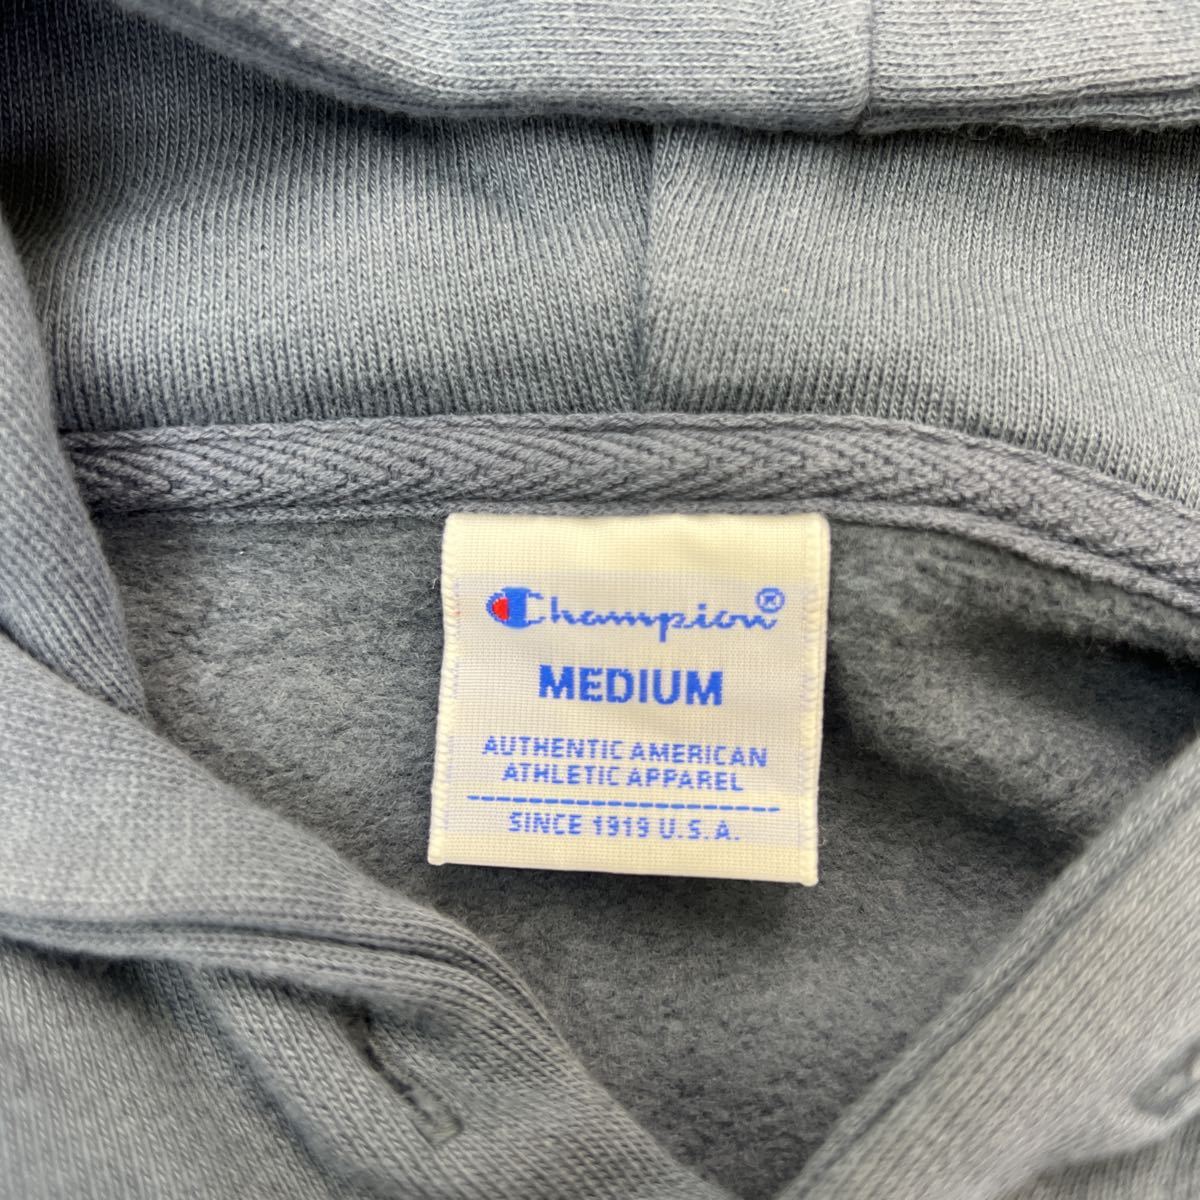 Champion®
MEDIUM
AUTHENTIC AMERICAN
ATHLETIC APPAREL
SINCE 1919 U.S.A.